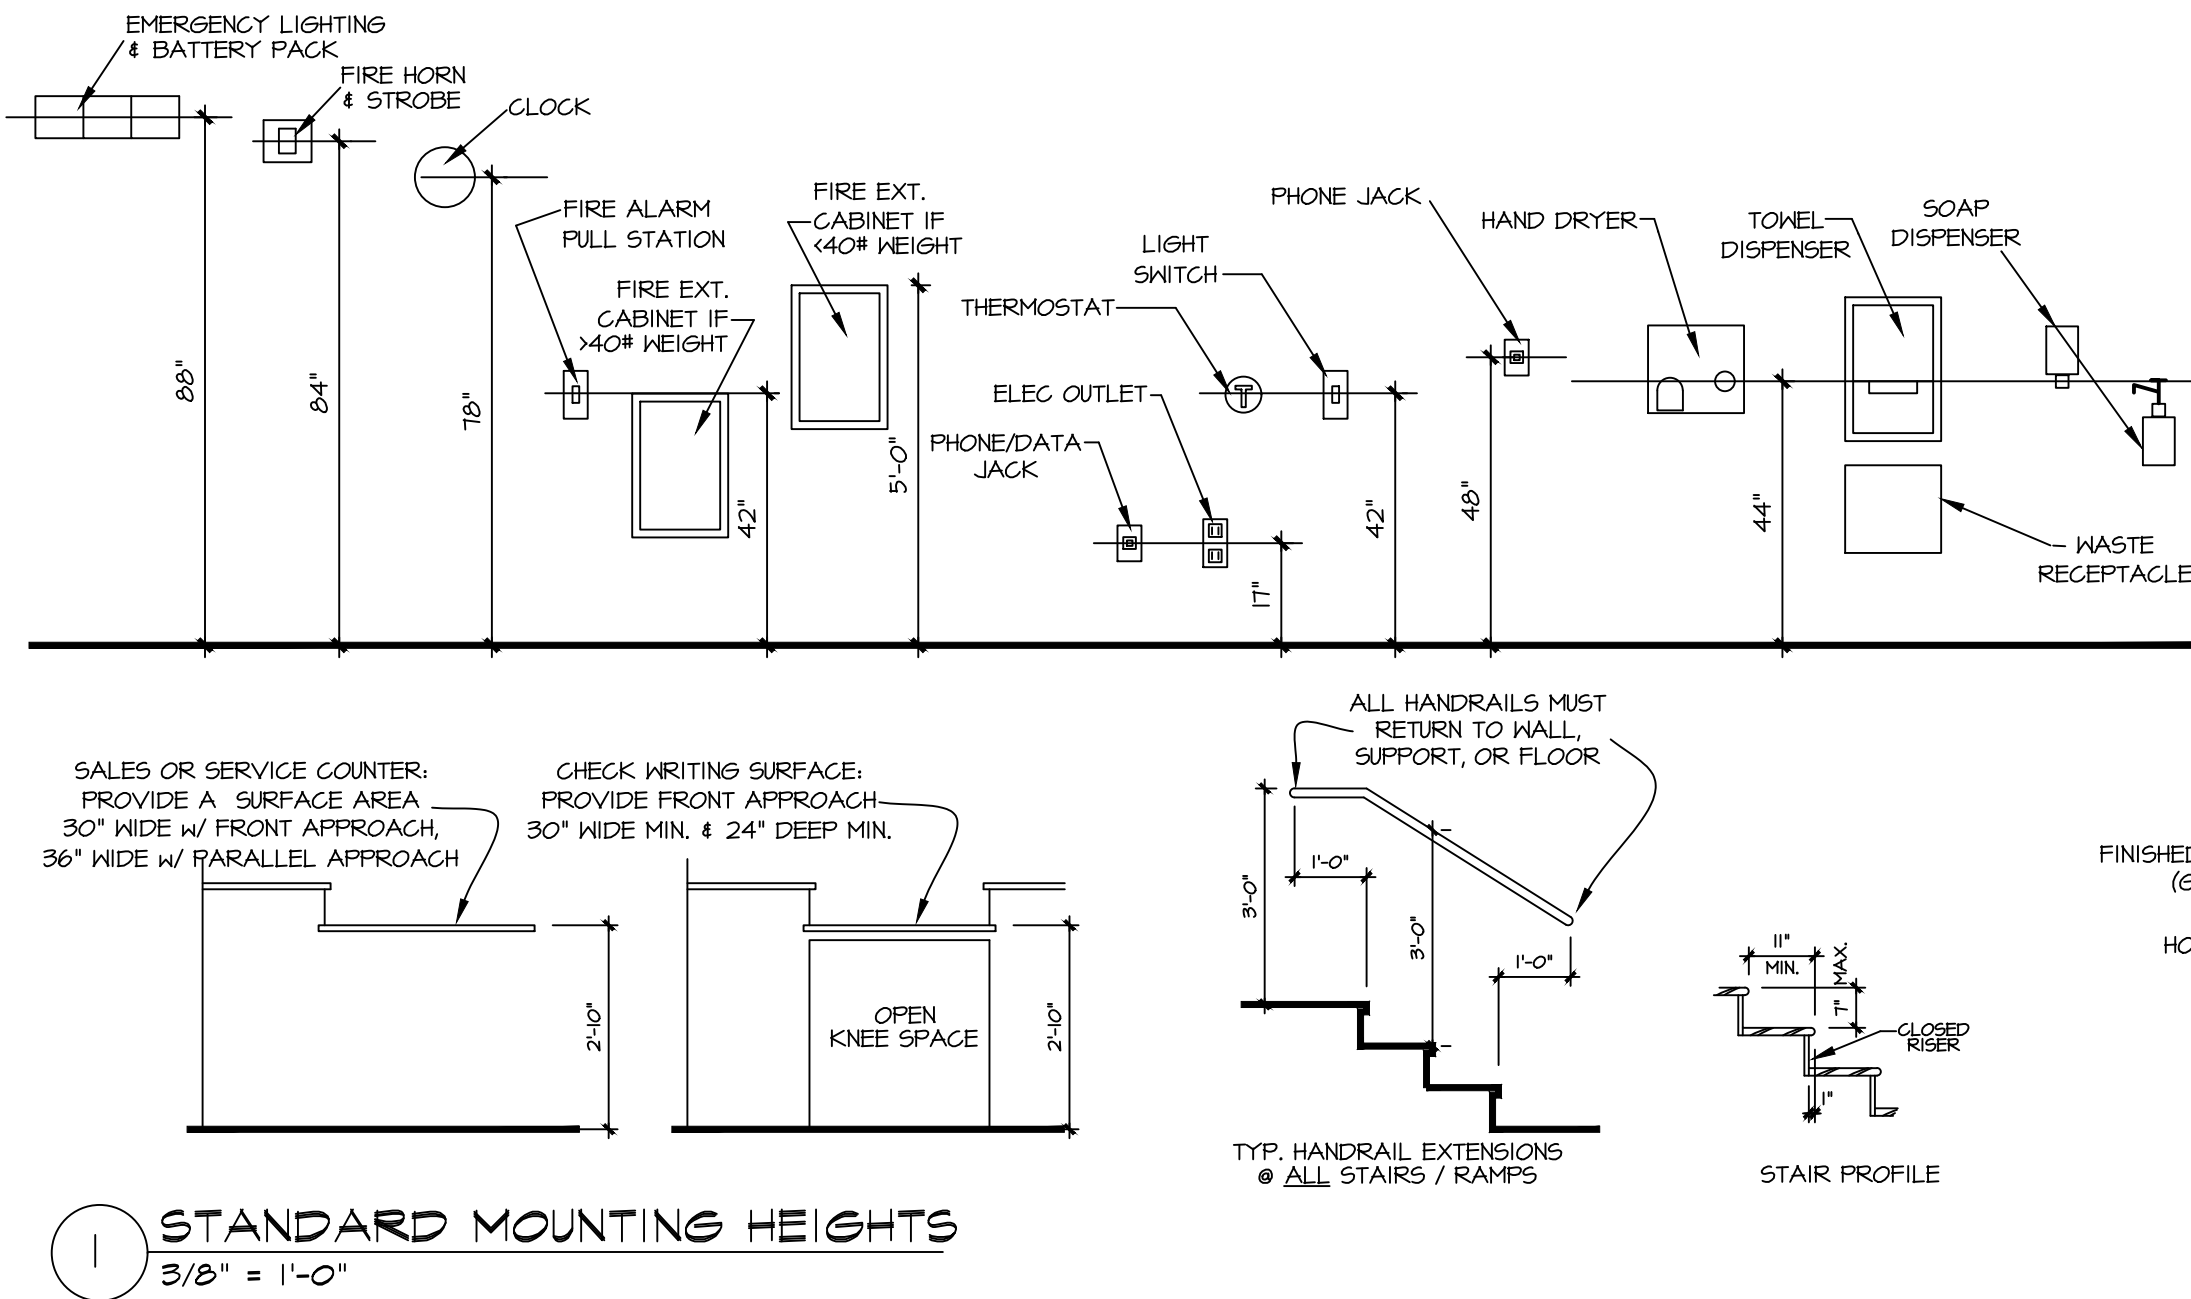 EMERGENCY LIGHTING
& BATTERY PACK
FIRE HORN
& STROBE
CLOCK
FIRE ALARM
PULL STATION
FIRE EXT.
CABINET IF
>40# WEIGHT
FIRE EXT.
CABINET IF
<40# WEIGHT
THERMOSTAT
LIGHT
SWITCH
PHONE JACK
HAND DRYER
TOWEL
DISPENSER
SOAP
DISPENSER
ELEC OUTLET
PHONE/DATA
JACK
WASTE
RECEPTACLE
88"
84"
78"
42"
5'-0"
17"
42"
48"
44"
SALES OR SERVICE COUNTER:
PROVIDE A SURFACE AREA
30" WIDE w/ FRONT APPROACH,
36" WIDE w/ PARALLEL APPROACH
2'-10"
CHECK WRITING SURFACE:
PROVIDE FRONT APPROACH
30" WIDE MIN. & 24" DEEP MIN.
OPEN
KNEE SPACE
2'-10"
ALL HANDRAILS MUST
RETURN TO WALL,
SUPPORT, OR FLOOR
3'-0"
1'-0"
3'-0"
1'-0"
TYP. HANDRAIL EXTENSIONS
@ ALL STAIRS / RAMPS
11"
MIN.
7" MAX.
CLOSED
RISER
1"
STAIR PROFILE
FINISHED
(G
HO
1
STANDARD MOUNTING HEIGHTS
3/8" = 1'-0"